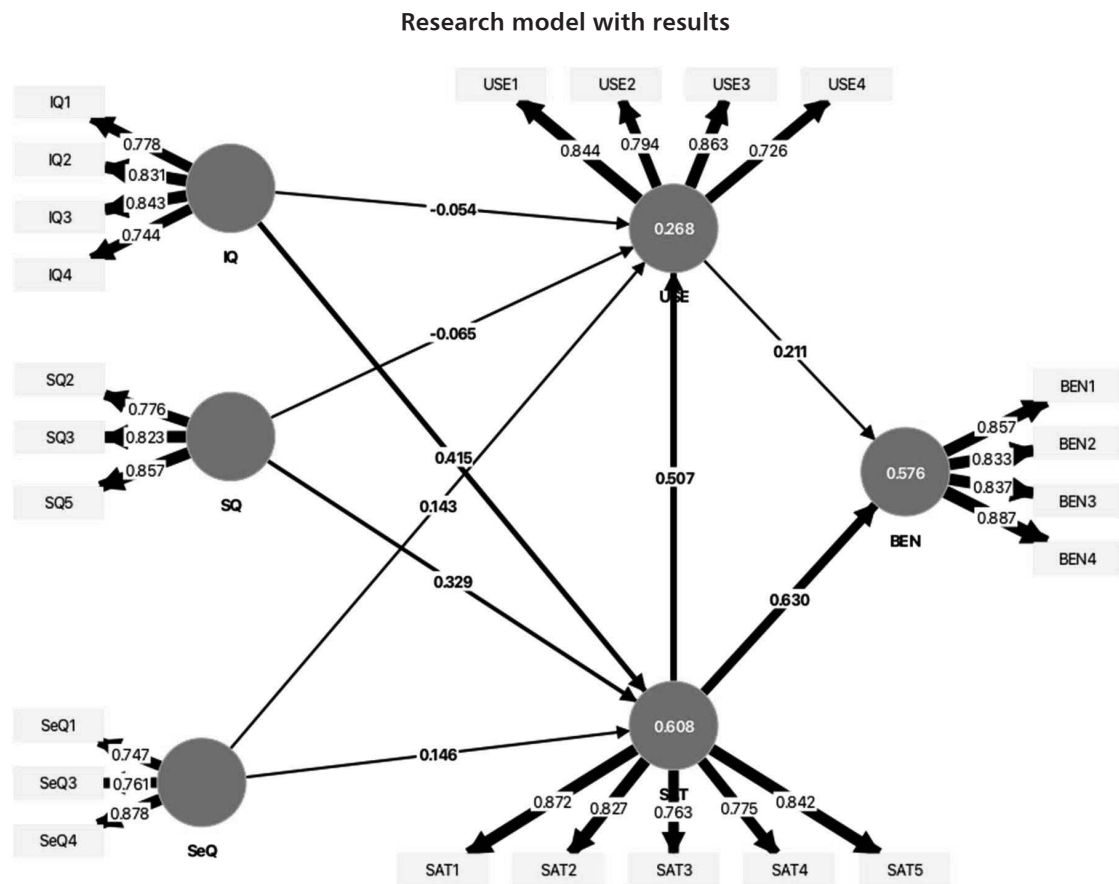 Research model with results
USE1 USE2 USE3 USE4
IQ1
IQ2
IQ3
IQ4
0.778
0.831
0.843
0.744
IQ
0.844 0.794 0.863 0.726
0.268
USE
-0.054
-0.065
0.211
SQ2
SQ3
SQ5
0.776
0.823
0.857
SQ
0.415
0.143
0.507
0.329
0.576
BEN
0.857
0.833
0.837
0.887
BEN1
BEN2
BEN3
BEN4
0.630
SeQ1
SeQ3
SeQ4
0.747
0.761
0.878
SeQ
0.146
0.608
SAT
0.872 0.827 0.763 0.775 0.842
SAT1 SAT2 SAT3 SAT4 SAT5